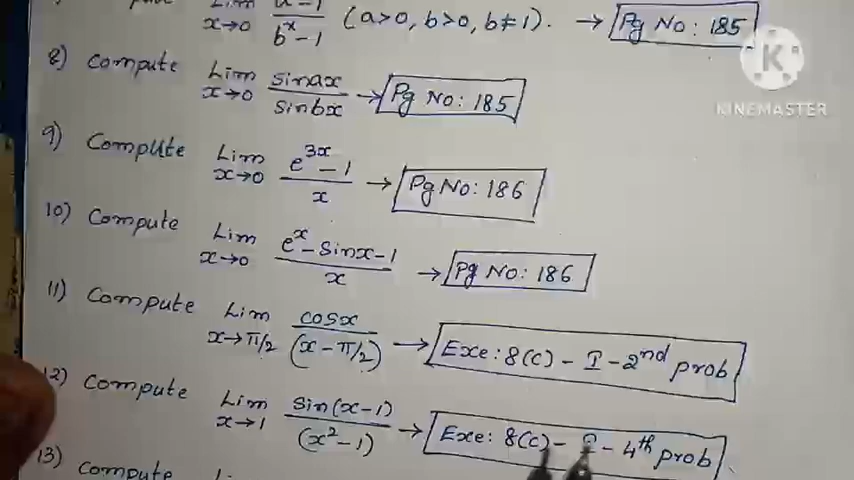 Lim x→0 a^x-1 / b^x-1 (a>0, b>0, b≠1). → Pg No: 185
KINEMASTER
8) Compute Lim x→0 sinax / sinbx → Pg No: 185
9) Compute Lim x→0 e^3x - 1 / x → Pg No: 186
10) Compute Lim x→0 e^x - sinx - 1 / x → Pg No: 186
11) Compute Lim x→π/2 cosx / (x-π/2) → Exe: 8(c) - I - 2nd prob
12) Compute Lim x→1 sin(x-1) / (x²-1) → Exe: 8(c) - I - 4th prob
13) Compute